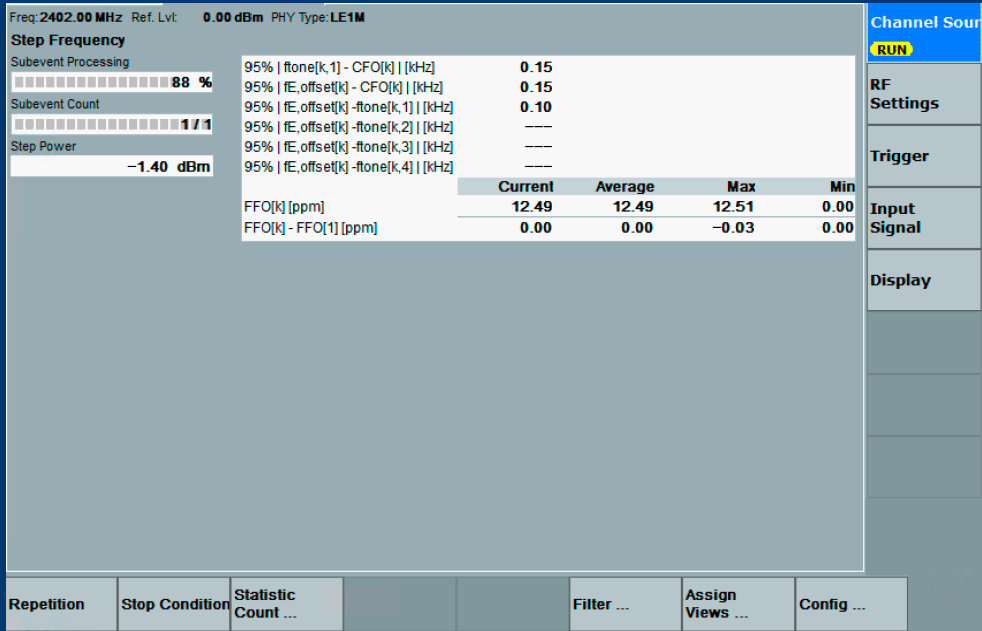 Freq:2402.00 MHz Ref. Lvl: 0.00 dBm PHY Type:LE1M
Step Frequency
Subevent Processing
88 %
Subevent Count
1 / 1
Step Power
−1.40 dBm
95% | ftone[k,1] - CFO[k] | [kHz] 0.15
95% | fE,offset[k] - CFO[k] | [kHz] 0.15
95% | fE,offset[k] -ftone[k,1] | [kHz] 0.10
95% | fE,offset[k] -ftone[k,2] | [kHz] ---
95% | fE,offset[k] -ftone[k,3] | [kHz] ---
95% | fE,offset[k] -ftone[k,4] | [kHz] ---
Current Average Max Min
FFO[k] [ppm] 12.49 12.49 12.51 0.00
FFO[k] - FFO[1] [ppm] 0.00 0.00 −0.03 0.00
Channel Sour
RUN
RF
Settings
Trigger
Input
Signal
Display
Repetition
Stop Condition
Statistic
Count ...
Filter ...
Assign
Views ...
Config ...